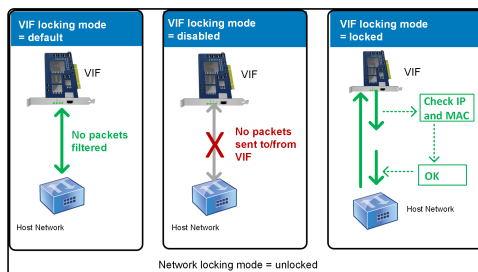 VIF locking mode
= default
VIF
No packets
filtered
Host Network
VIF locking mode
= disabled
VIF
No packets
sent to/from
VIF
Host Network
VIF locking mode
= locked
VIF
Check IP
and MAC
OK
Host Network
Network locking mode = unlocked